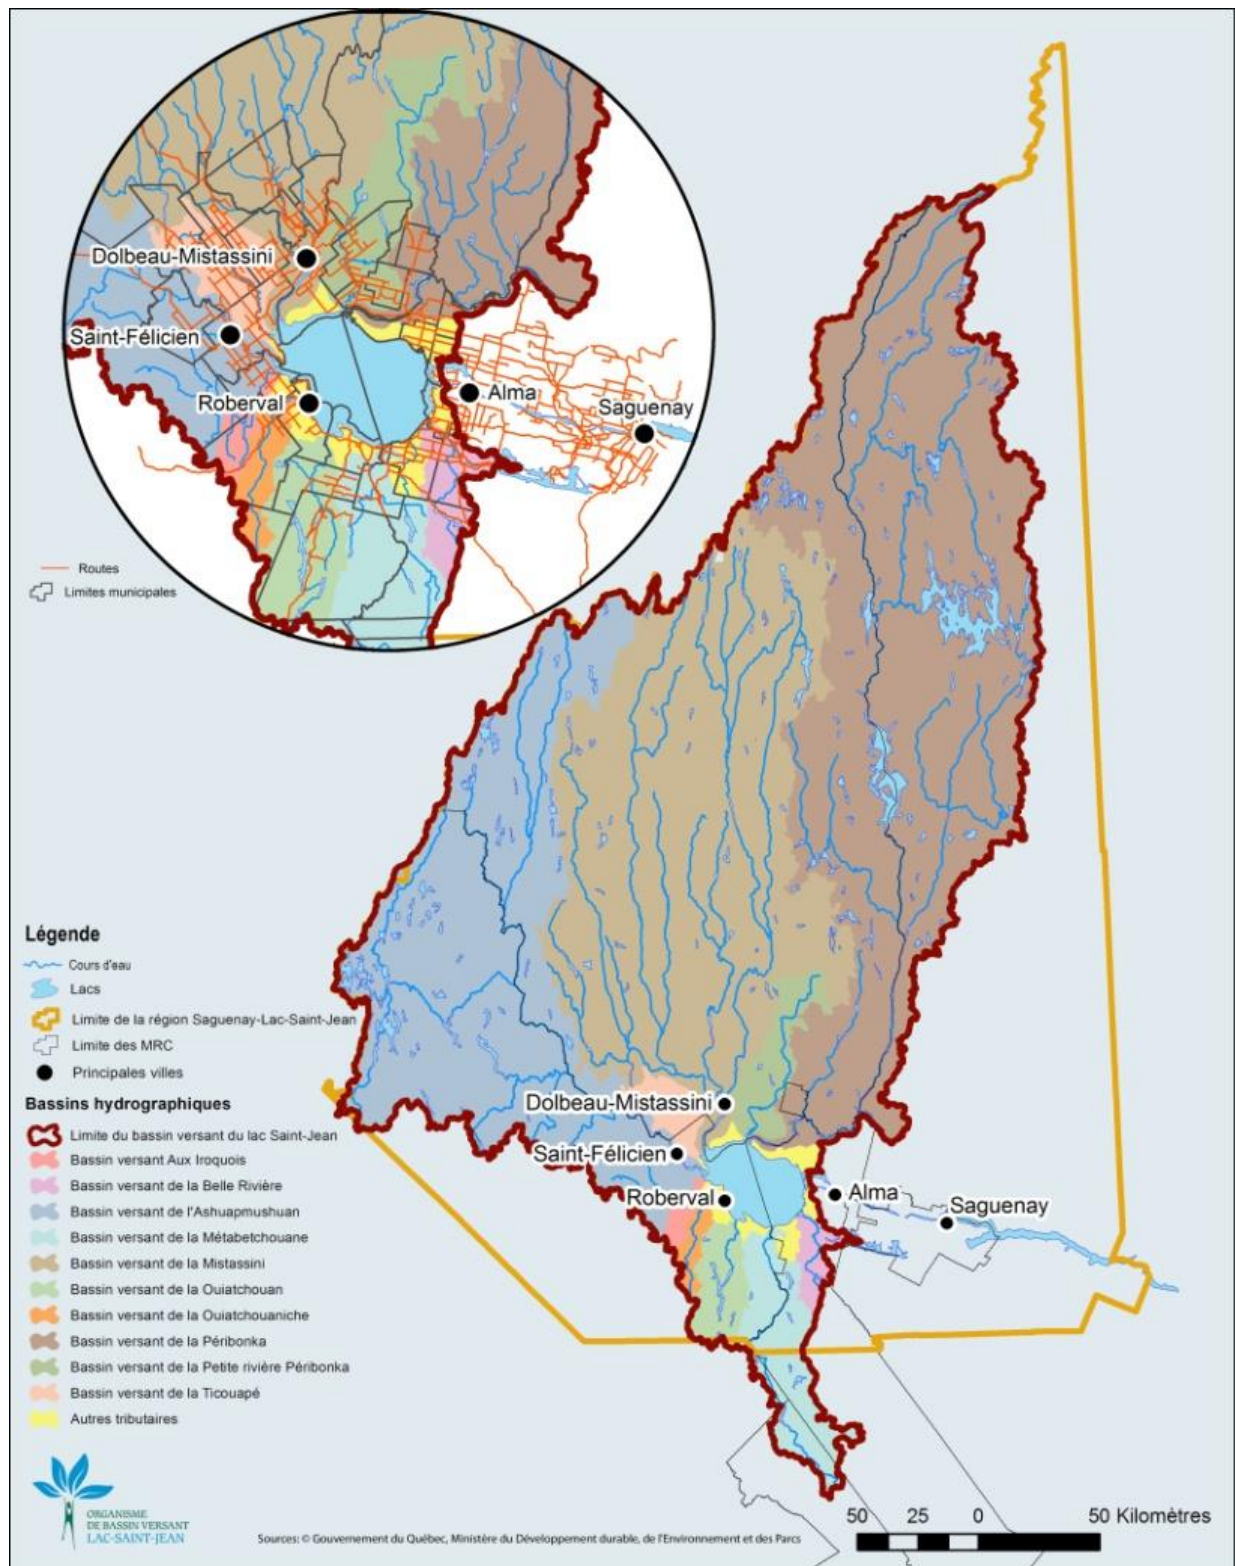 Dolbeau-Mistassini
Saint-Félicien
Roberval
Alma
Saguenay
Routes
Limites municipales
Légende
Cours d'eau
Lacs
Limite de la région Saguenay-Lac-Saint-Jean
Limite des MRC
Principales villes
Bassins hydrographiques
Limite du bassin versant du lac Saint-Jean
Bassin versant Aux Iroquois
Bassin versant de la Belle Rivière
Bassin versant de l'Ashuapmushuan
Bassin versant de la Métabetchouane
Bassin versant de la Mistassini
Bassin versant de la Ouiatchouan
Bassin versant de la Ouiatchouaniche
Bassin versant de la Péribonka
Bassin versant de la Petite rivière Péribonka
Bassin versant de la Ticouapé
Autres tributaires
Dolbeau-Mistassini
Saint-Félicien
Roberval
Alma
Saguenay
ORGANISME
DE BASSIN VERSANT
LAC-SAINT-JEAN
Sources: © Gouvernement du Québec, Ministère du Développement durable, de l'Environnement et des Parcs
50 25 0 50 Kilomètres